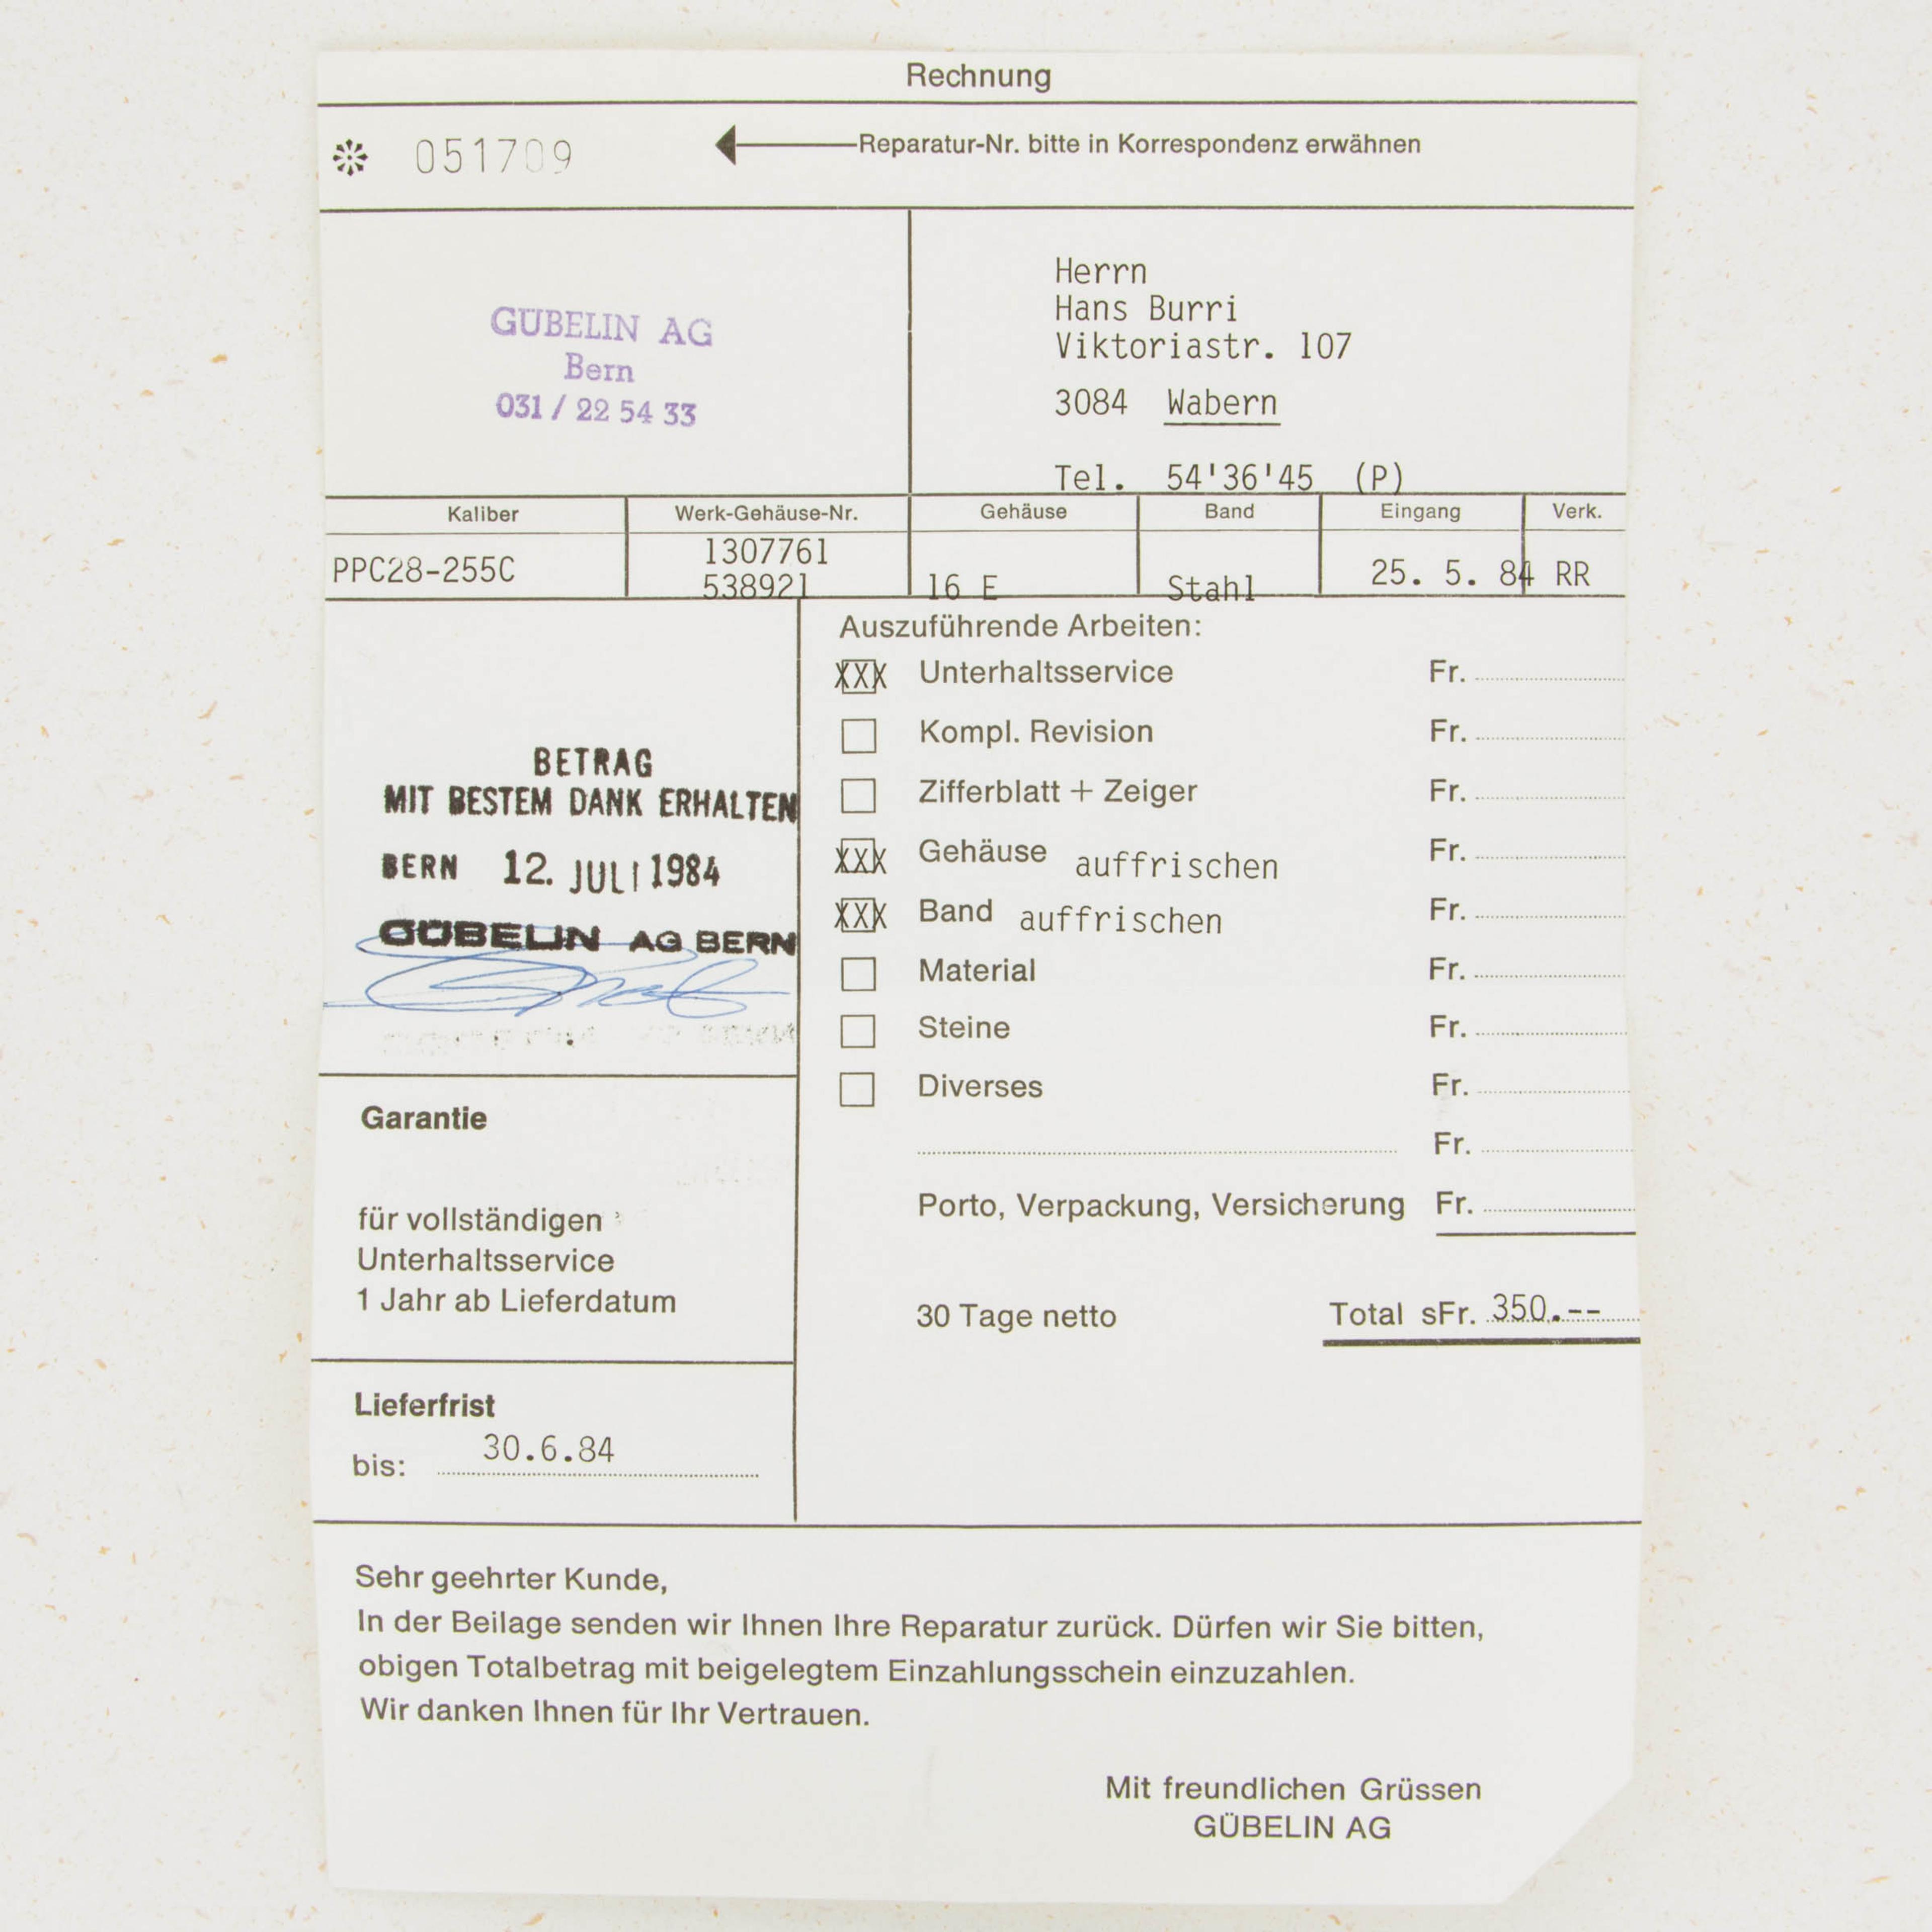 Rechnung
051709
Reparatur-Nr. bitte in Korrespondenz erwähnen
GÜBELIN AG
Bern
031 / 22 54 33
Herrn
Hans Burri
Viktoriastr. 107
3084 Wabern
Tel. 54'36'45 (P)
Kaliber Werk-Gehäuse-Nr. Gehäuse Band Eingang Verk.
PPC28-255C 1307761 538921 16 E Stahl 25. 5. 84 RR
BETRAG
MIT BESTEM DANK ERHALTEN
BERN 12. JULI 1984
GÜBELIN AG BERN
Garantie
für vollständigen
Unterhaltsservice
1 Jahr ab Lieferdatum
Lieferfrist
bis: 30.6.84
Auszuführende Arbeiten:
XXX Unterhaltsservice Fr.
Kompl. Revision Fr.
Zifferblatt + Zeiger Fr.
XXX Gehäuse auffrischen Fr.
XXX Band auffrischen Fr.
Material Fr.
Steine Fr.
Diverses Fr.
Fr.
Porto, Verpackung, Versicherung Fr.
30 Tage netto Total sFr. 350.--
Sehr geehrter Kunde,
In der Beilage senden wir Ihnen Ihre Reparatur zurück. Dürfen wir Sie bitten,
obigen Totalbetrag mit beigelegtem Einzahlungsschein einzuzahlen.
Wir danken Ihnen für Ihr Vertrauen.
Mit freundlichen Grüssen
GÜBELIN AG